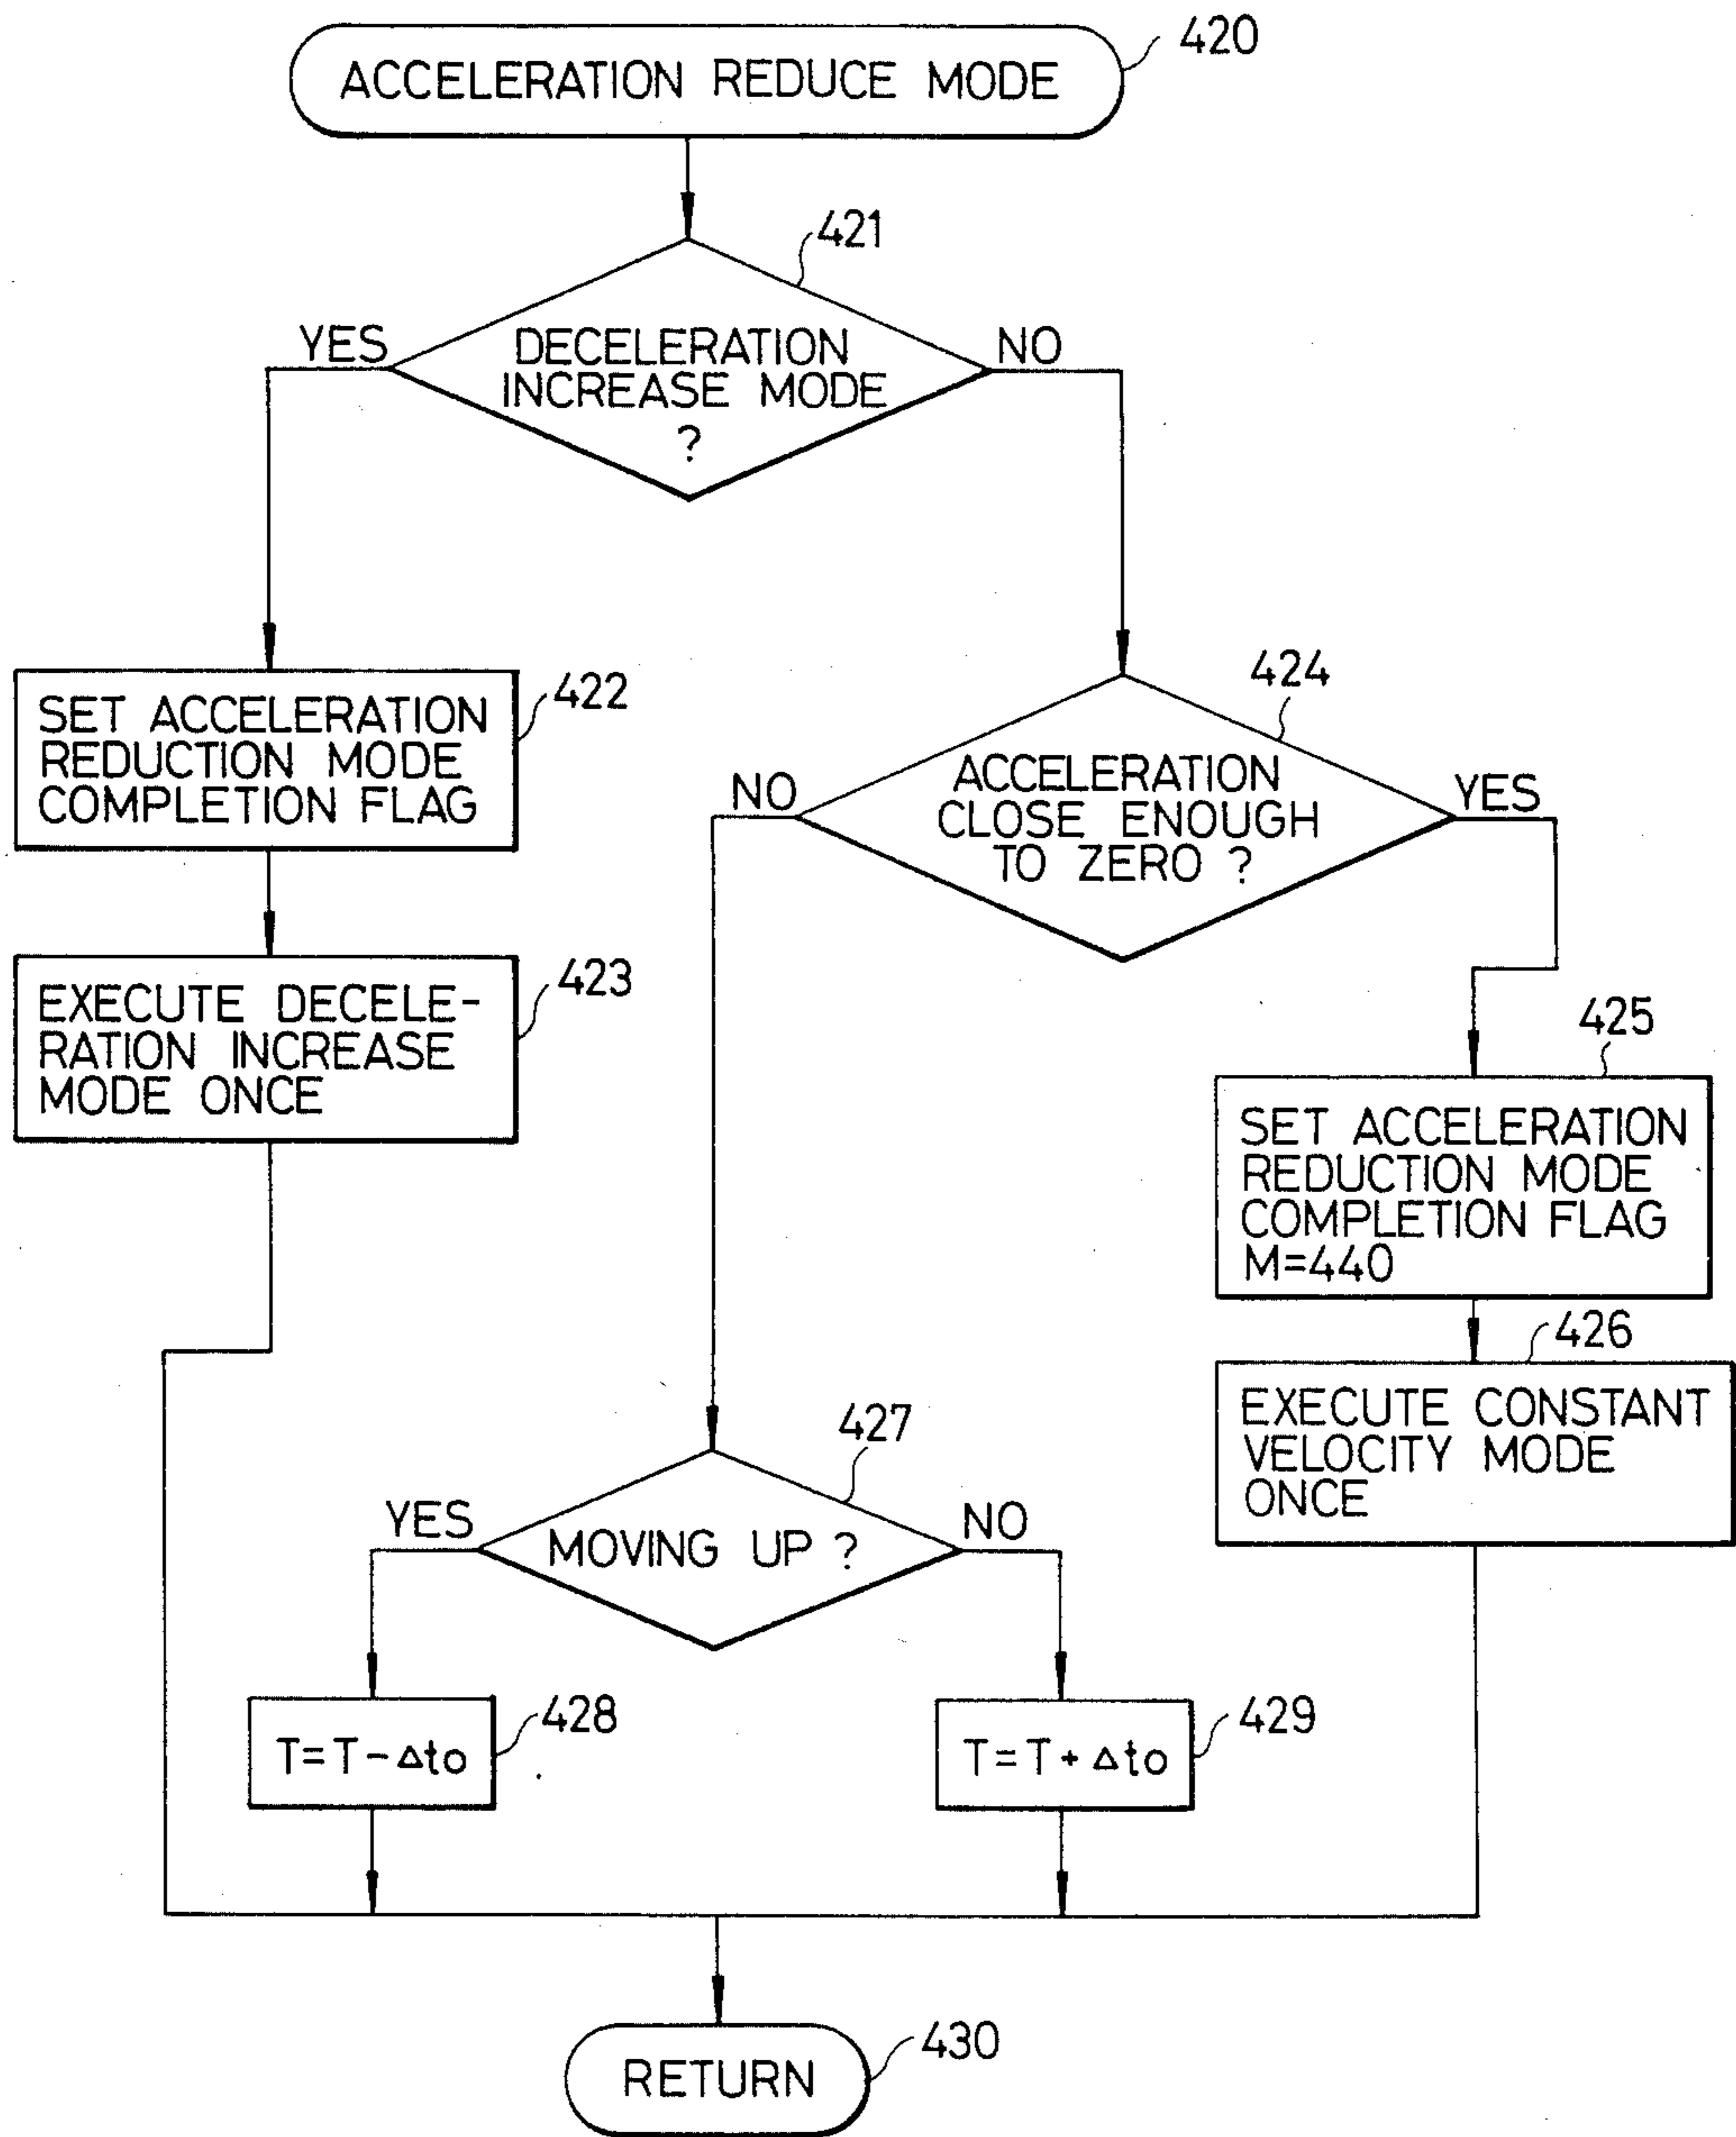 420
ACCELERATION REDUCE MODE
421
YES
NO
DECELERATION
INCREASE MODE
?
422
SET ACCELERATION
REDUCTION MODE
COMPLETION FLAG
424
NO
YES
ACCELERATION
CLOSE ENOUGH
TO ZERO ?
423
EXECUTE DECELE-
RATION INCREASE
MODE ONCE
425
SET ACCELERATION
REDUCTION MODE
COMPLETION FLAG
M=440
426
EXECUTE CONSTANT
VELOCITY MODE
ONCE
427
YES
NO
MOVING UP ?
428
T=T-Δto
429
T=T+Δto
430
RETURN